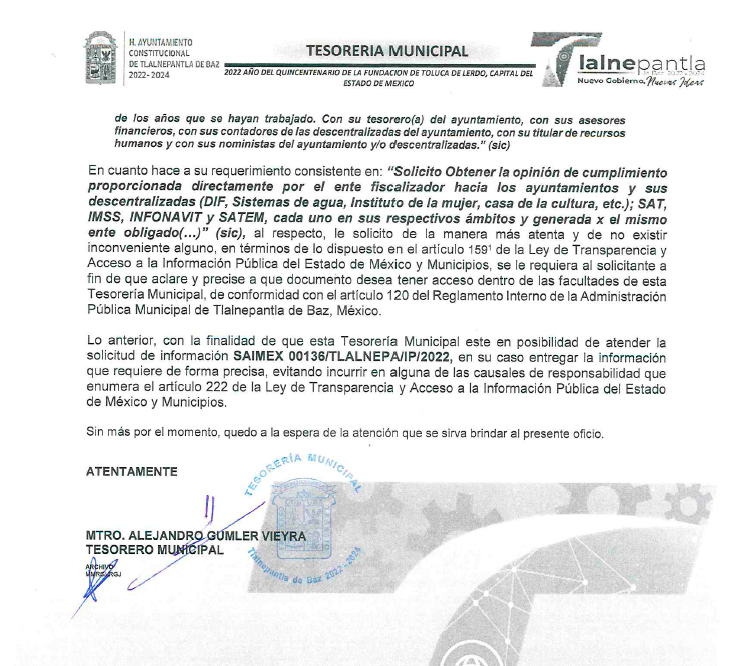 H. AYUNTAMIENTO
CONSTITUCIONAL
DE TLALNEPANTLA DE BAZ
2022-2024
TESORERIA MUNICIPAL
2022 AÑO DEL QUINCENTENARIO DE LA FUNDACION DE TOLUCA DE LERDO, CAPITAL DEL
ESTADO DE MEXICO
Tlalnepantla
de Baz 2022-2024
Nuevo Gobierno, Nuevas Ideas
de los años que se hayan trabajado. Con su tesorero(a) del ayuntamiento, con sus asesores
financieros, con sus contadores de las descentralizadas del ayuntamiento, con su titular de recursos
humanos y con sus noministas del ayuntamiento y/o descentralizadas." (sic)
En cuanto hace a su requerimiento consistente en: "Solicito Obtener la opinión de cumplimiento
proporcionada directamente por el ente fiscalizador hacia los ayuntamientos y sus
descentralizadas (DIF, Sistemas de agua, Instituto de la mujer, casa de la cultura, etc.); SAT,
IMSS, INFONAVIT y SATEM, cada uno en sus respectivos ámbitos y generada x el mismo
ente obligado(...)" (sic), al respecto, le solicito de la manera más atenta y de no existir
inconveniente alguno, en términos de lo dispuesto en el artículo 159¹ de la Ley de Transparencia y
Acceso a la Información Pública del Estado de México y Municipios, se le requiera al solicitante a
fin de que aclare y precise a que documento desea tener acceso dentro de las facultades de esta
Tesorería Municipal, de conformidad con el artículo 120 del Reglamento Interno de la Administración
Pública Municipal de Tlalnepantla de Baz, México.
Lo anterior, con la finalidad de que esta Tesorería Municipal este en posibilidad de atender la
solicitud de información SAIMEX 00136/TLALNEPA/IP/2022, en su caso entregar la información
que requiere de forma precisa, evitando incurrir en alguna de las causales de responsabilidad que
enumera el artículo 222 de la Ley de Transparencia y Acceso a la Información Pública del Estado
de México y Municipios.
Sin más por el momento, quedo a la espera de la atención que se sirva brindar al presente oficio.
ATENTAMENTE
TESORERÍA MUNICIPAL
MTRO. ALEJANDRO GUMLER VIEYRA
TESORERO MUNICIPAL
Tlalnepantla de Baz 2022-2024
ARCHIVO